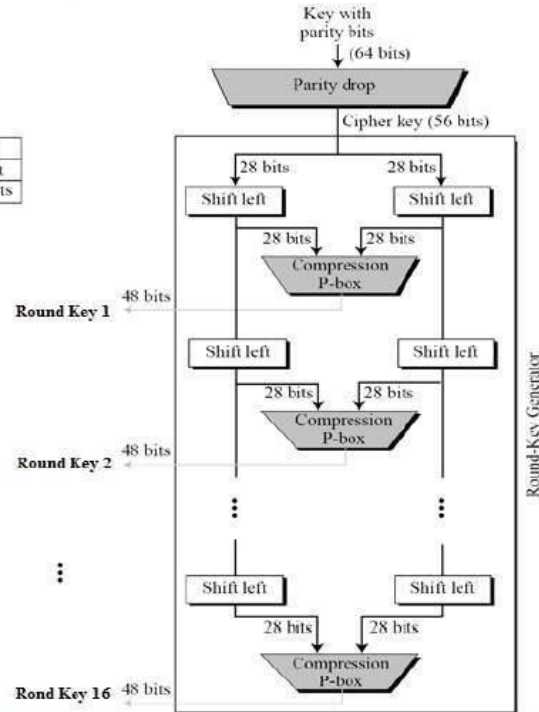 Key with
parity bits
(64 bits)
Parity drop
Cipher key (56 bits)
ts
28 bits
28 bits
Shift left
Shift left
28 bits
28 bits
Compression
P-box
48 bits
Round Key 1
Shift left
Shift left
28 bits
28 bits
Compression
P-box
48 bits
Round Key 2
Round-Key Generator
Shift left
Shift left
28 bits
28 bits
Compression
P-box
48 bits
Rond Key 16